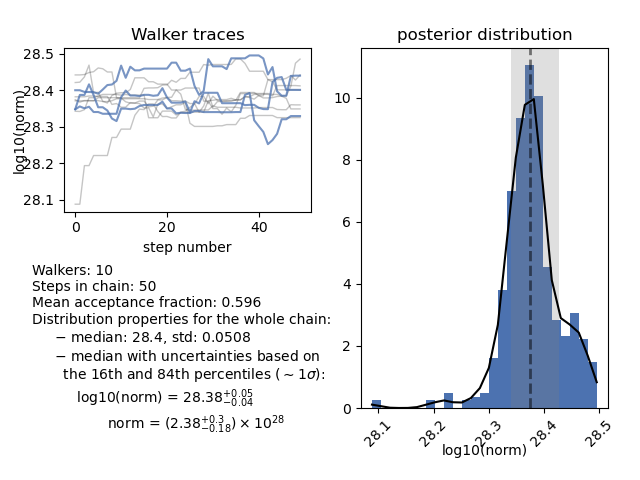 Walker traces
28.5
28.4
28.3
28.2
28.1
log10(norm)
0
20
40
step number
Walkers: 10
Steps in chain: 50
Mean acceptance fraction: 0.596
Distribution properties for the whole chain:
− median: 28.4, std: 0.0508
− median with uncertainties based on
the 16th and 84th percentiles (∼1σ):
log10(norm) = 28.38^{+0.05}_{−0.04}
norm = (2.38^{+0.3}_{−0.18}) × 10^{28}
posterior distribution
10
8
6
4
2
0
28.1
28.2
28.3
28.4
28.5
log10(norm)